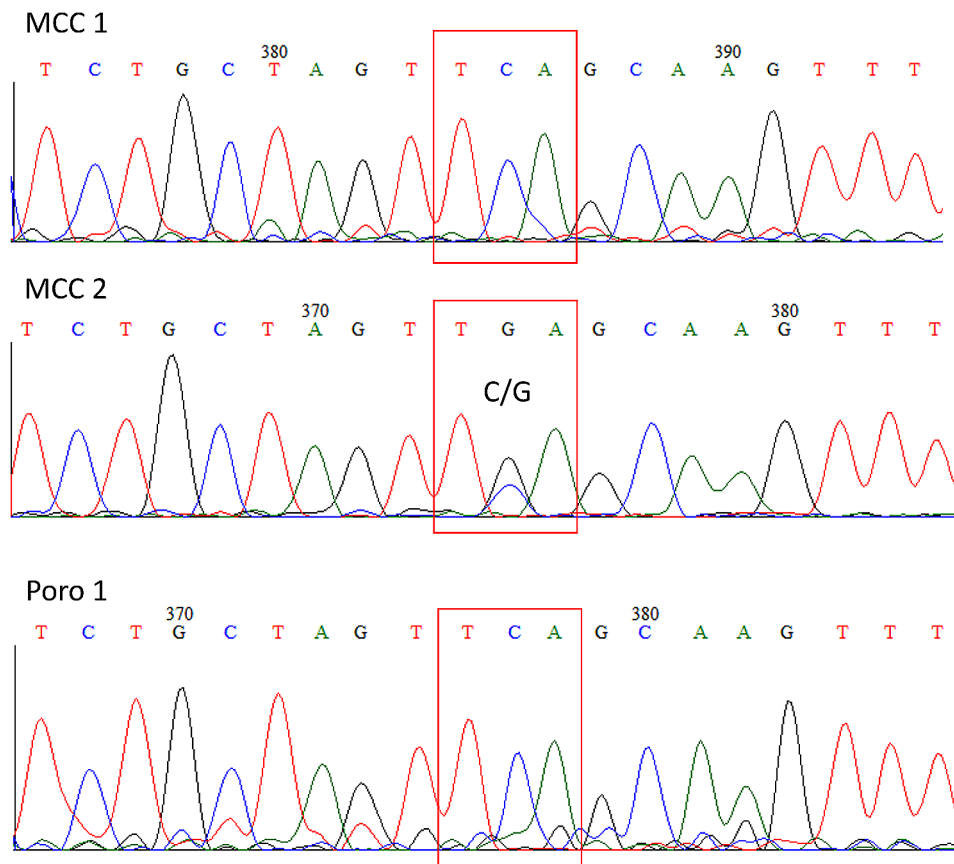 MCC 1
380 390
T C T G C T A G T T C A G C A A G T T T
MCC 2
370 380
T C T G C T A G T T G A G C A A G T T T
C/G
Poro 1
370 380
T C T G C T A G T T C A G C A A G T T T